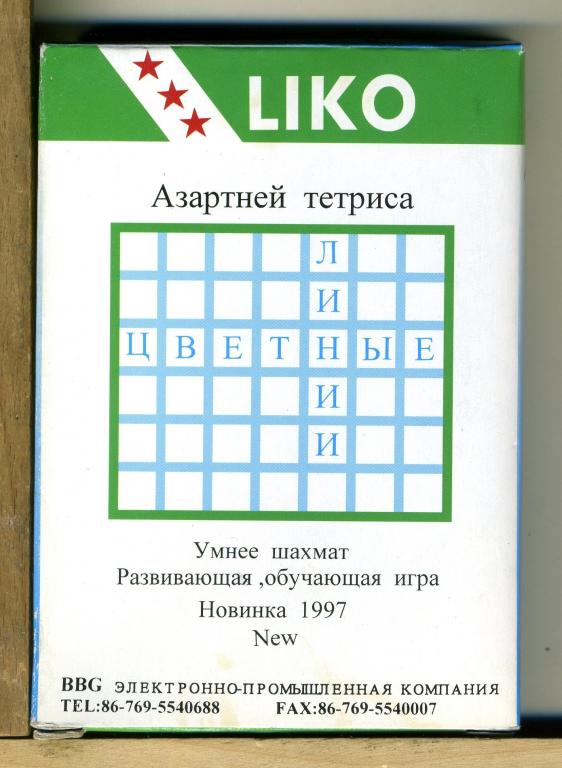 LIKO
Азартней тетриса
Л
И
ЦВЕТНЫЕ
И
И
Умнее шахмат
Развивающая ,обучающая игра
Новинка 1997
New
BBG ЭЛЕКТРОННО-ПРОМЫШЛЕННАЯ КОМПАНИЯ
TEL:86-769-5540688 FAX:86-769-5540007